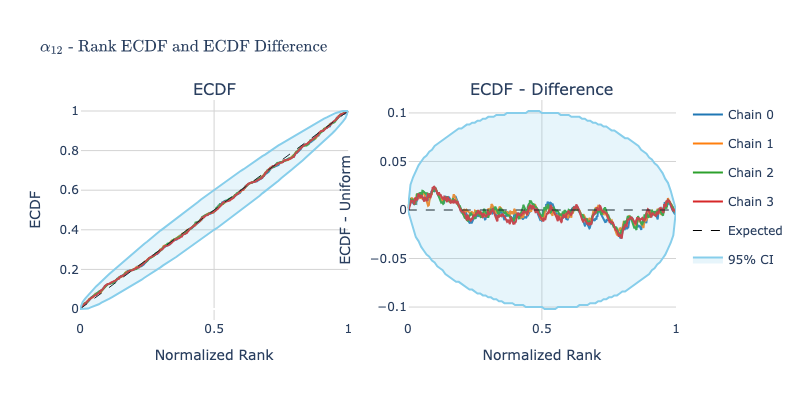 α₁₂ - Rank ECDF and ECDF Difference
ECDF
ECDF
1
0.8
0.6
0.4
0.2
0
0
0.5
1
Normalized Rank
ECDF - Difference
ECDF - Uniform
0.1
0.05
0
−0.05
−0.1
0
0.5
1
Normalized Rank
Chain 0
Chain 1
Chain 2
Chain 3
Expected
95% CI